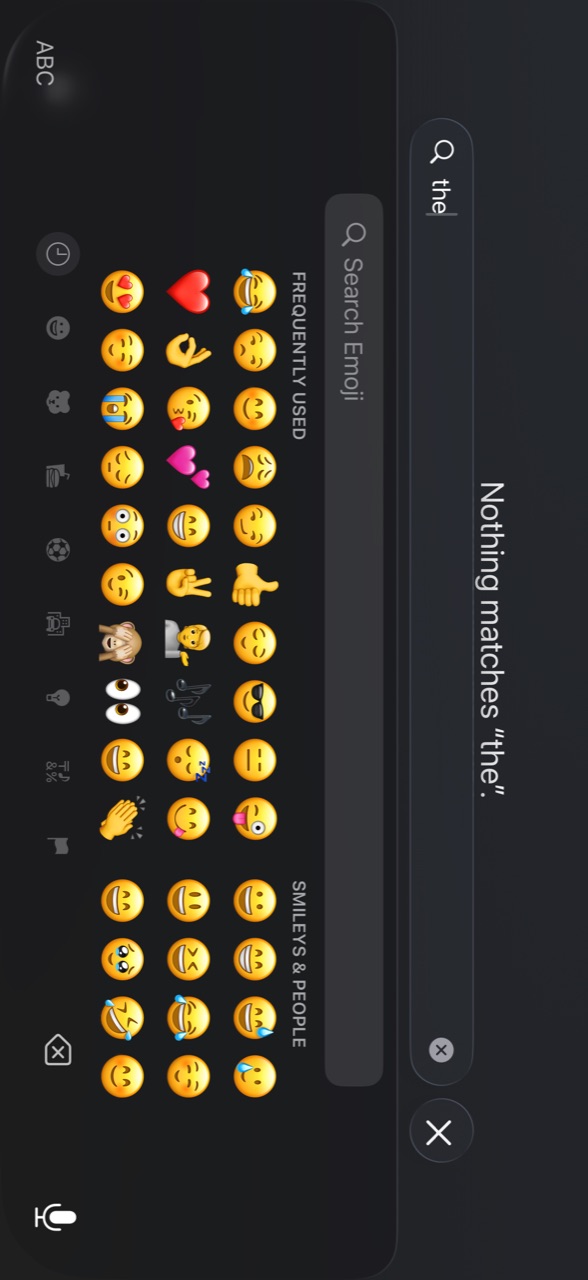 Nothing matches “the”.
the
Search Emoji
FREQUENTLY USED
SMILEYS & PEOPLE
ABC